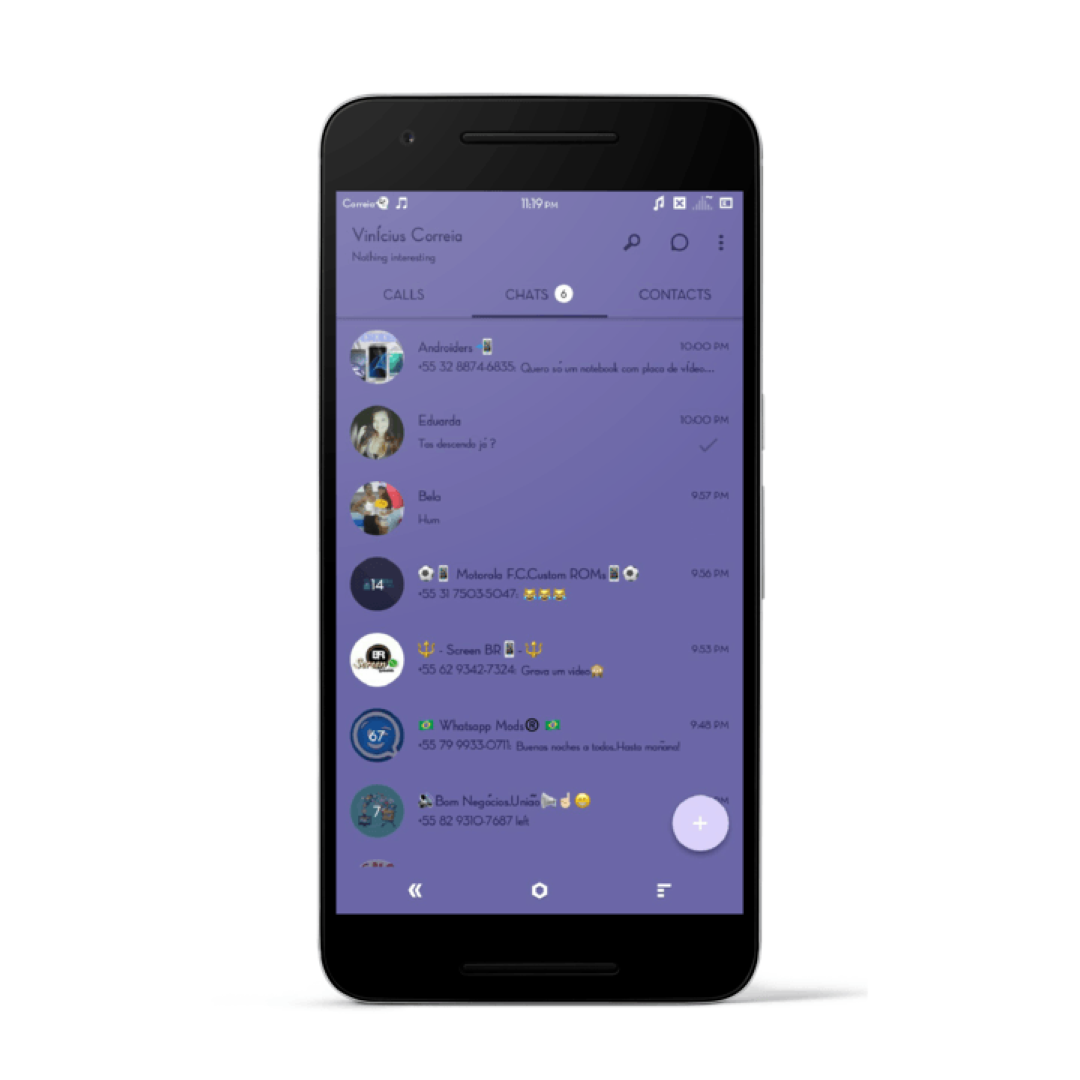 Correia
11:19 PM
Vinícius Correia
Nothing interesting
CALLS
CHATS 6
CONTACTS
Androiders 📱 10:00 PM
+55 32 8874-6835: Quero só um notebook com placa de vídeo...
Eduarda 10:00 PM
Tas descendo já ?
Bela 9:57 PM
Hum
⚽📱 Motorola F.C.Custom ROMs📱⚽ 9:56 PM
14
+55 31 7503-5047: 😂😂😂
🔱 - Screen BR📱- 🔱 9:53 PM
BR
Screen
+55 62 9342-7324: Grava um video🙈
🇧🇷 Whatsapp Mods® 🇧🇷 9:48 PM
67
+55 79 9933-0711: Buenas noches a todos.Hasta mañana!
Bom Negócios.União PM
7
+55 82 9310-7687 left
+